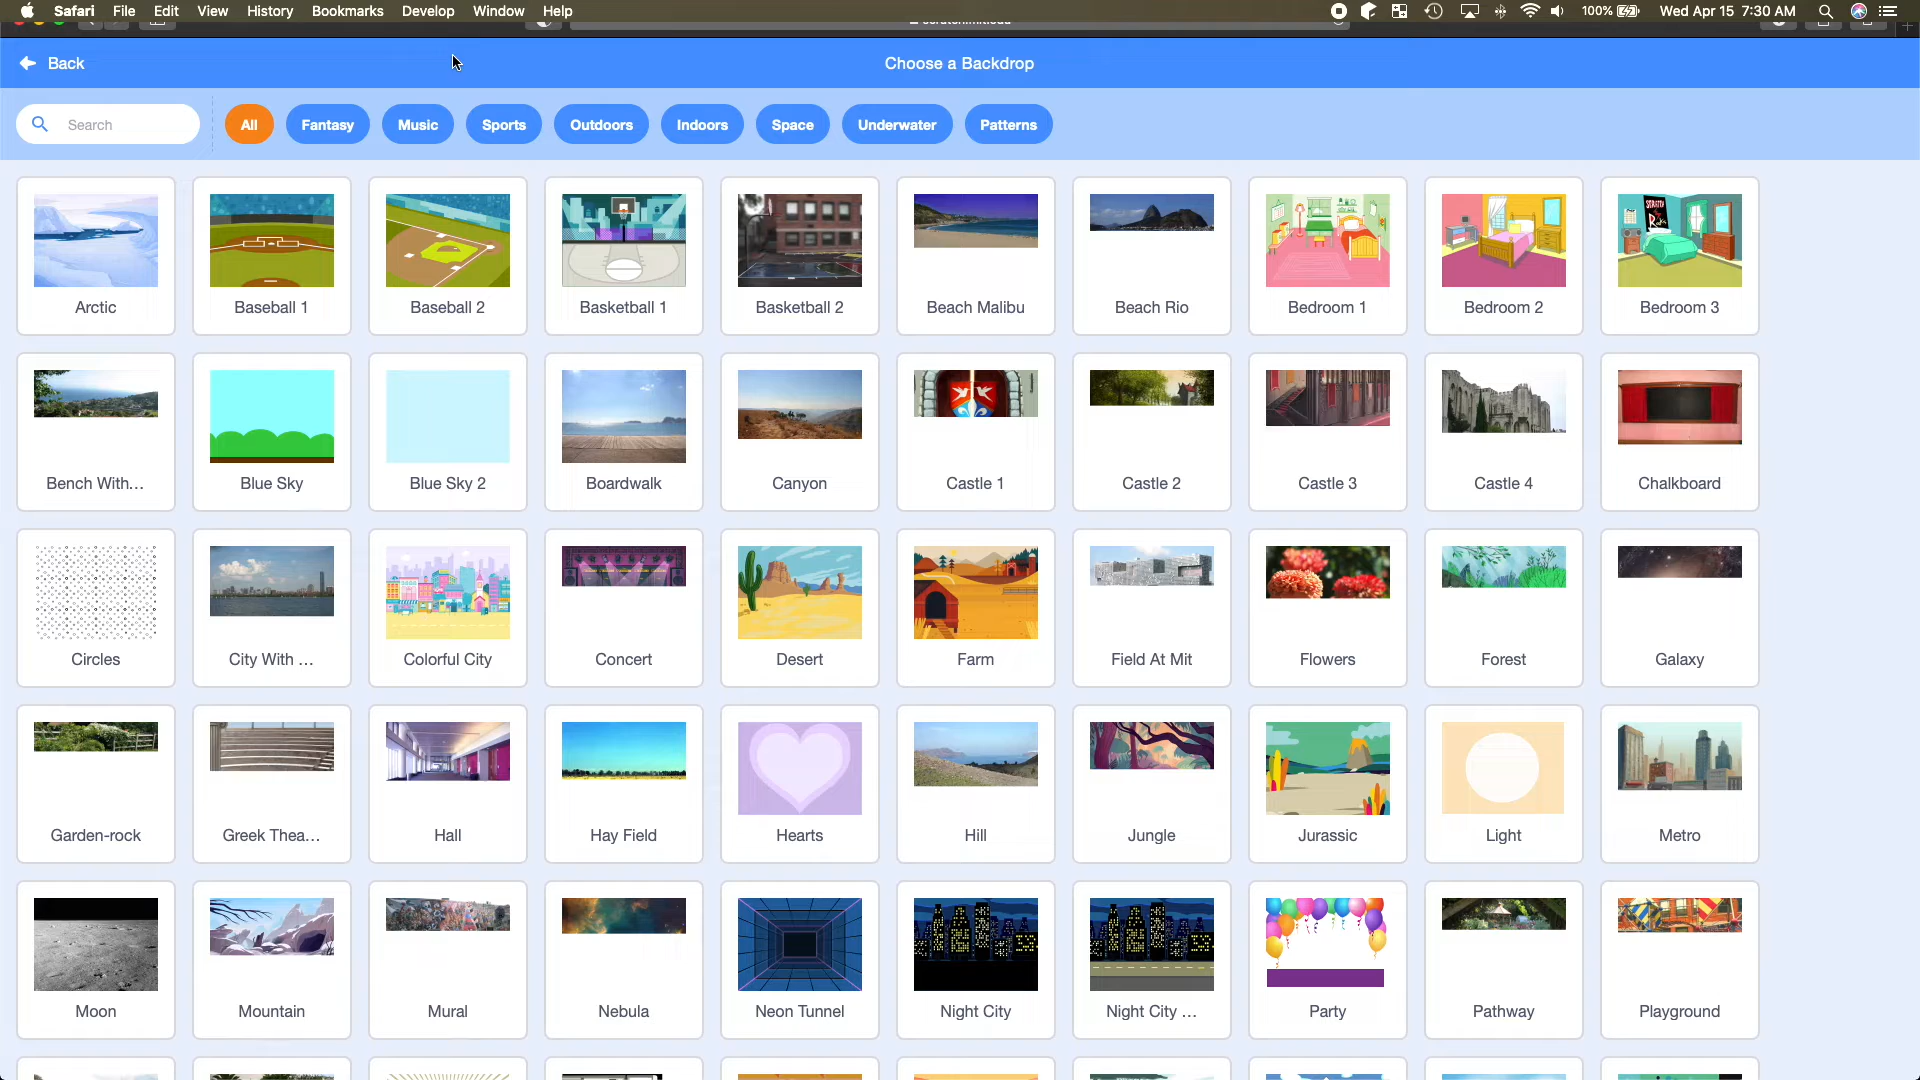 Safari File Edit View History Bookmarks Develop Window Help 100% Wed Apr 15 7:30 AM
Back Choose a Backdrop
Search All Fantasy Music Sports Outdoors Indoors Space Underwater Patterns
Arctic Baseball 1 Baseball 2 Basketball 1 Basketball 2 Beach Malibu Beach Rio Bedroom 1 Bedroom 2 Bedroom 3
Bench With... Blue Sky Blue Sky 2 Boardwalk Canyon Castle 1 Castle 2 Castle 3 Castle 4 Chalkboard
Circles City With ... Colorful City Concert Desert Farm Field At Mit Flowers Forest Galaxy
Garden-rock Greek Thea... Hall Hay Field Hearts Hill Jungle Jurassic Light Metro
Moon Mountain Mural Nebula Neon Tunnel Night City Night City ... Party Pathway Playground